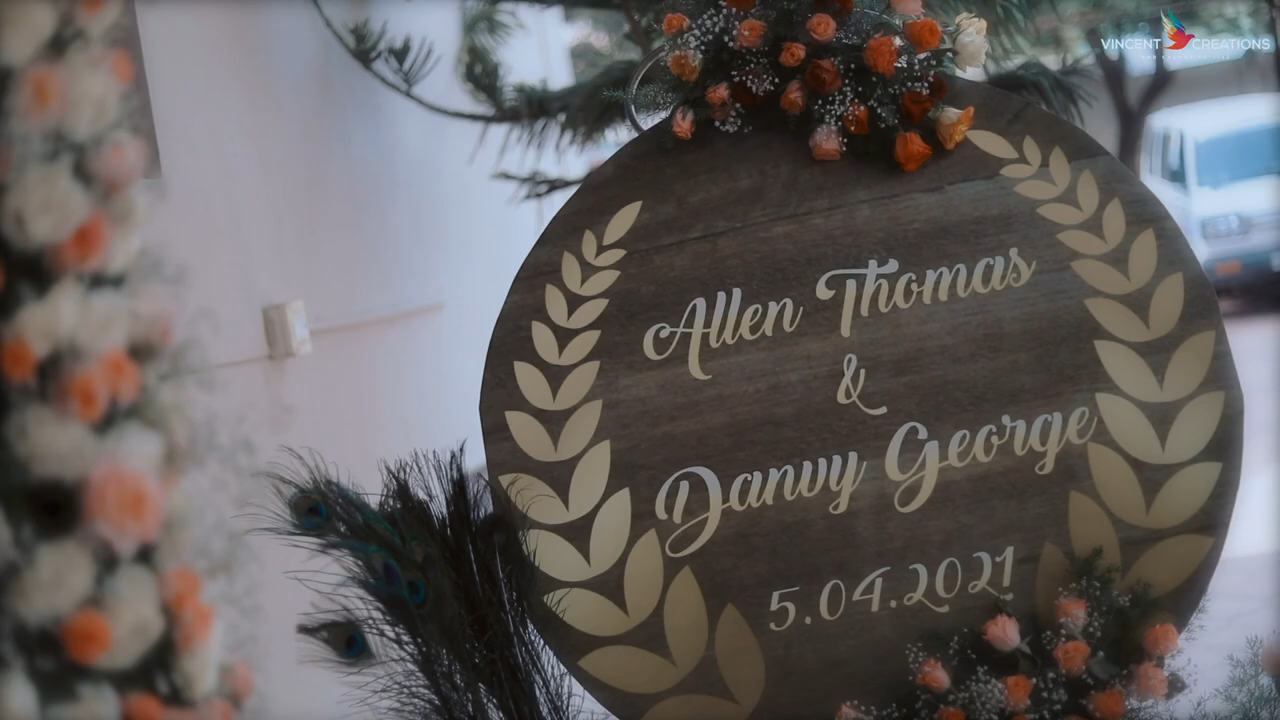 VINCENT CREATIONS
Allen Thomas
&
Danvy George
5.04.2021